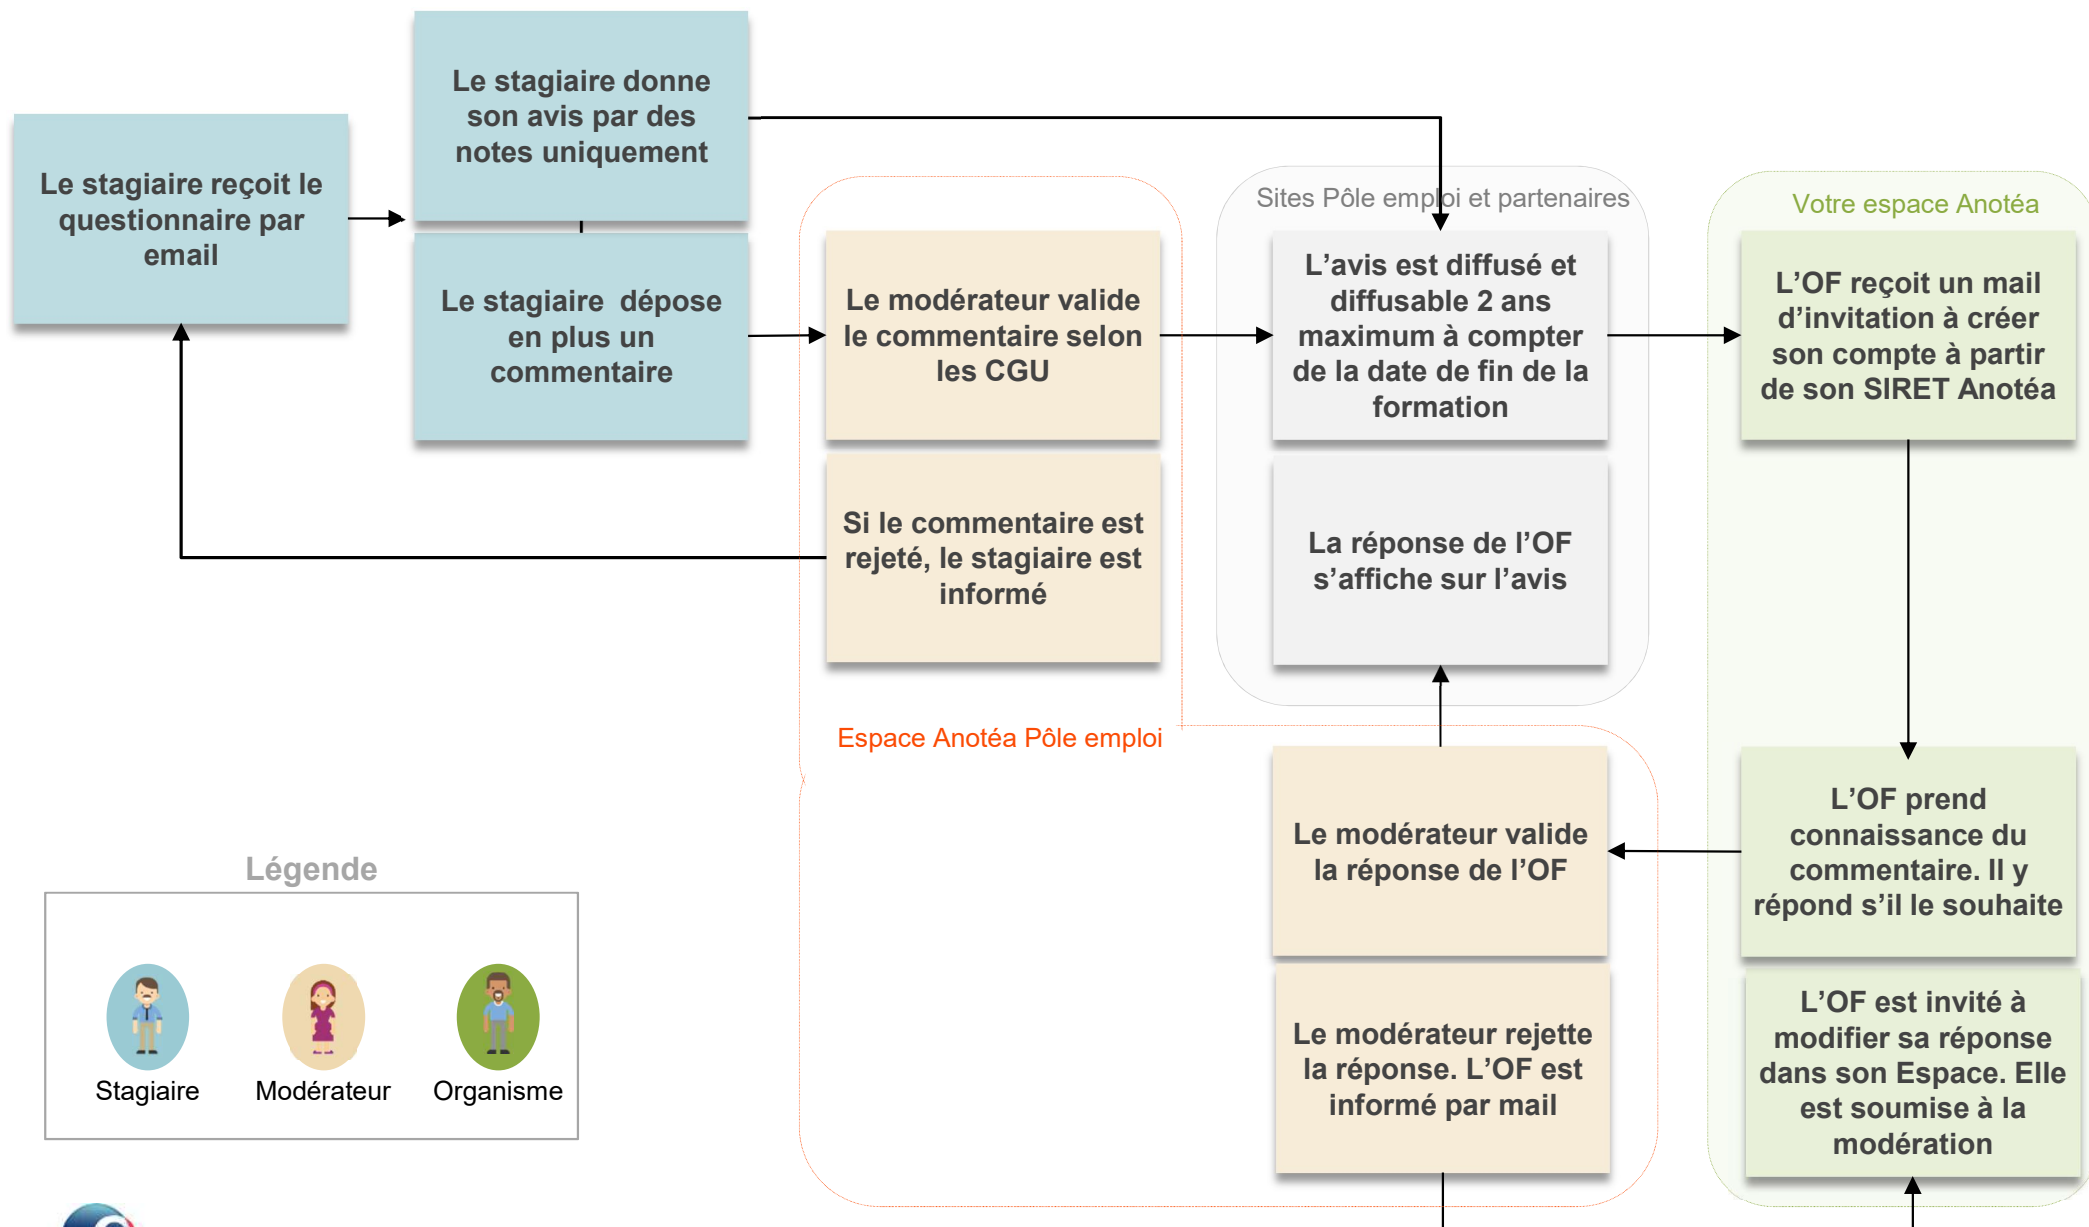 Le stagiaire reçoit le
questionnaire par
email
Le stagiaire donne
son avis par des
notes uniquement
Le stagiaire dépose
en plus un
commentaire
Le modérateur valide
le commentaire selon
les CGU
Si le commentaire est
rejeté, le stagiaire est
informé
Espace Anotéa Pôle emploi
Sites Pôle emploi et partenaires
L’avis est diffusé et
diffusable 2 ans
maximum à compter
de la date de fin de la
formation
La réponse de l’OF
s’affiche sur l’avis
Votre espace Anotéa
L’OF reçoit un mail
d’invitation à créer
son compte à partir
de son SIRET Anotéa
L’OF prend
connaissance du
commentaire. Il y
répond s’il le souhaite
Le modérateur valide
la réponse de l’OF
Le modérateur rejette
la réponse. L’OF est
informé par mail
L’OF est invité à
modifier sa réponse
dans son Espace. Elle
est soumise à la
modération
Légende
Stagiaire
Modérateur
Organisme